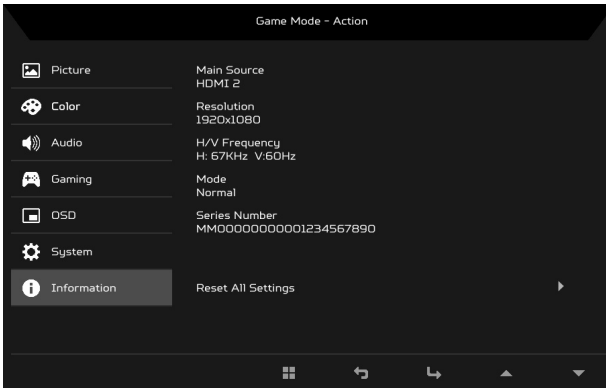 Game Mode - Action
Picture
Color
Audio
Gaming
OSD
System
Information
Main Source
HDMI 2
Resolution
1920x1080
H/V Frequency
H: 67KHz V:60Hz
Mode
Normal
Series Number
MM00000000001234567890
Reset All Settings